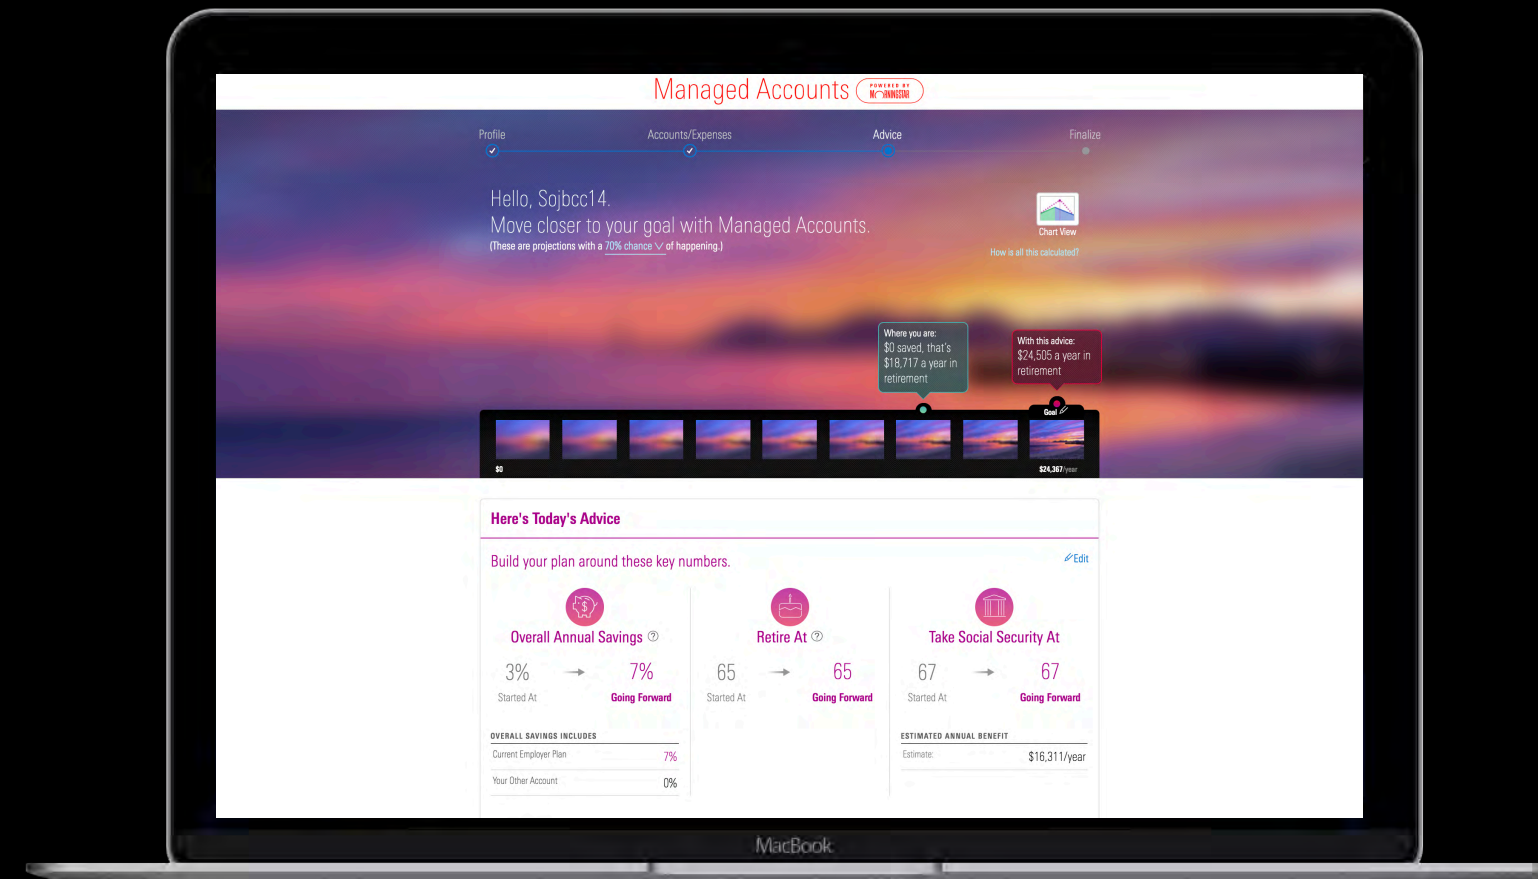 Managed Accounts
POWERED BY
MORNINGSTAR
Profile
Accounts/Expenses
Advice
Finalize
Hello, Sojbcc14.
Move closer to your goal with Managed Accounts.
(These are projections with a 70% chance of happening.)
Chart View
How is all this calculated?
Where you are:
$0 saved, that's
$18,717 a year in
retirement
With this advice:
$24,505 a year in
retirement
Goal
$0
$24,367/year
Here's Today's Advice
Build your plan around these key numbers.
Edit
Overall Annual Savings ?
3% → 7%
Started At Going Forward
OVERALL SAVINGS INCLUDES
Current Employer Plan 7%
Your Other Account 0%
Retire At ?
65 → 65
Started At Going Forward
Take Social Security At
67 → 67
Started At Going Forward
ESTIMATED ANNUAL BENEFIT
Estimate: $16,311/year
MacBook